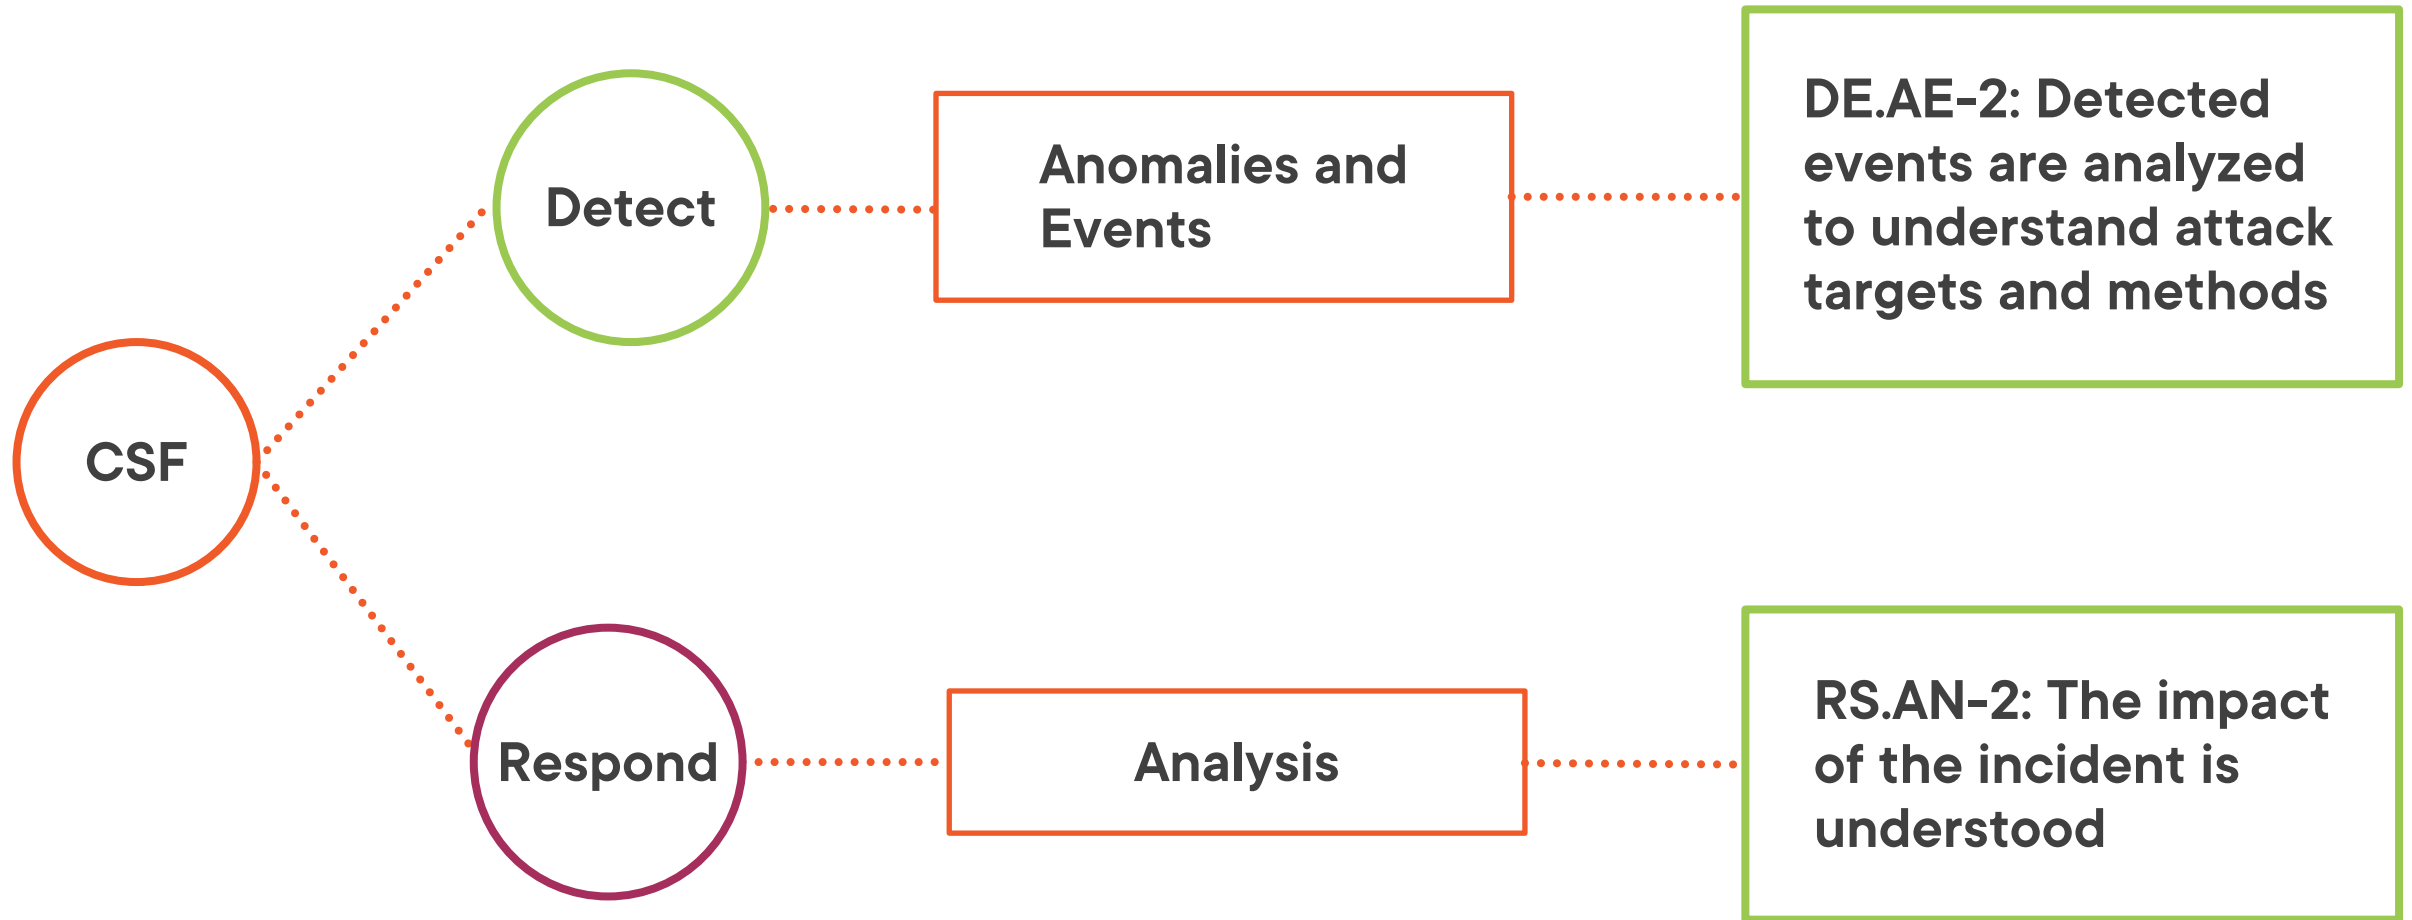 CSF
Detect
Anomalies and
Events
DE.AE-2: Detected
events are analyzed
to understand attack
targets and methods
Respond
Analysis
RS.AN-2: The impact
of the incident is
understood